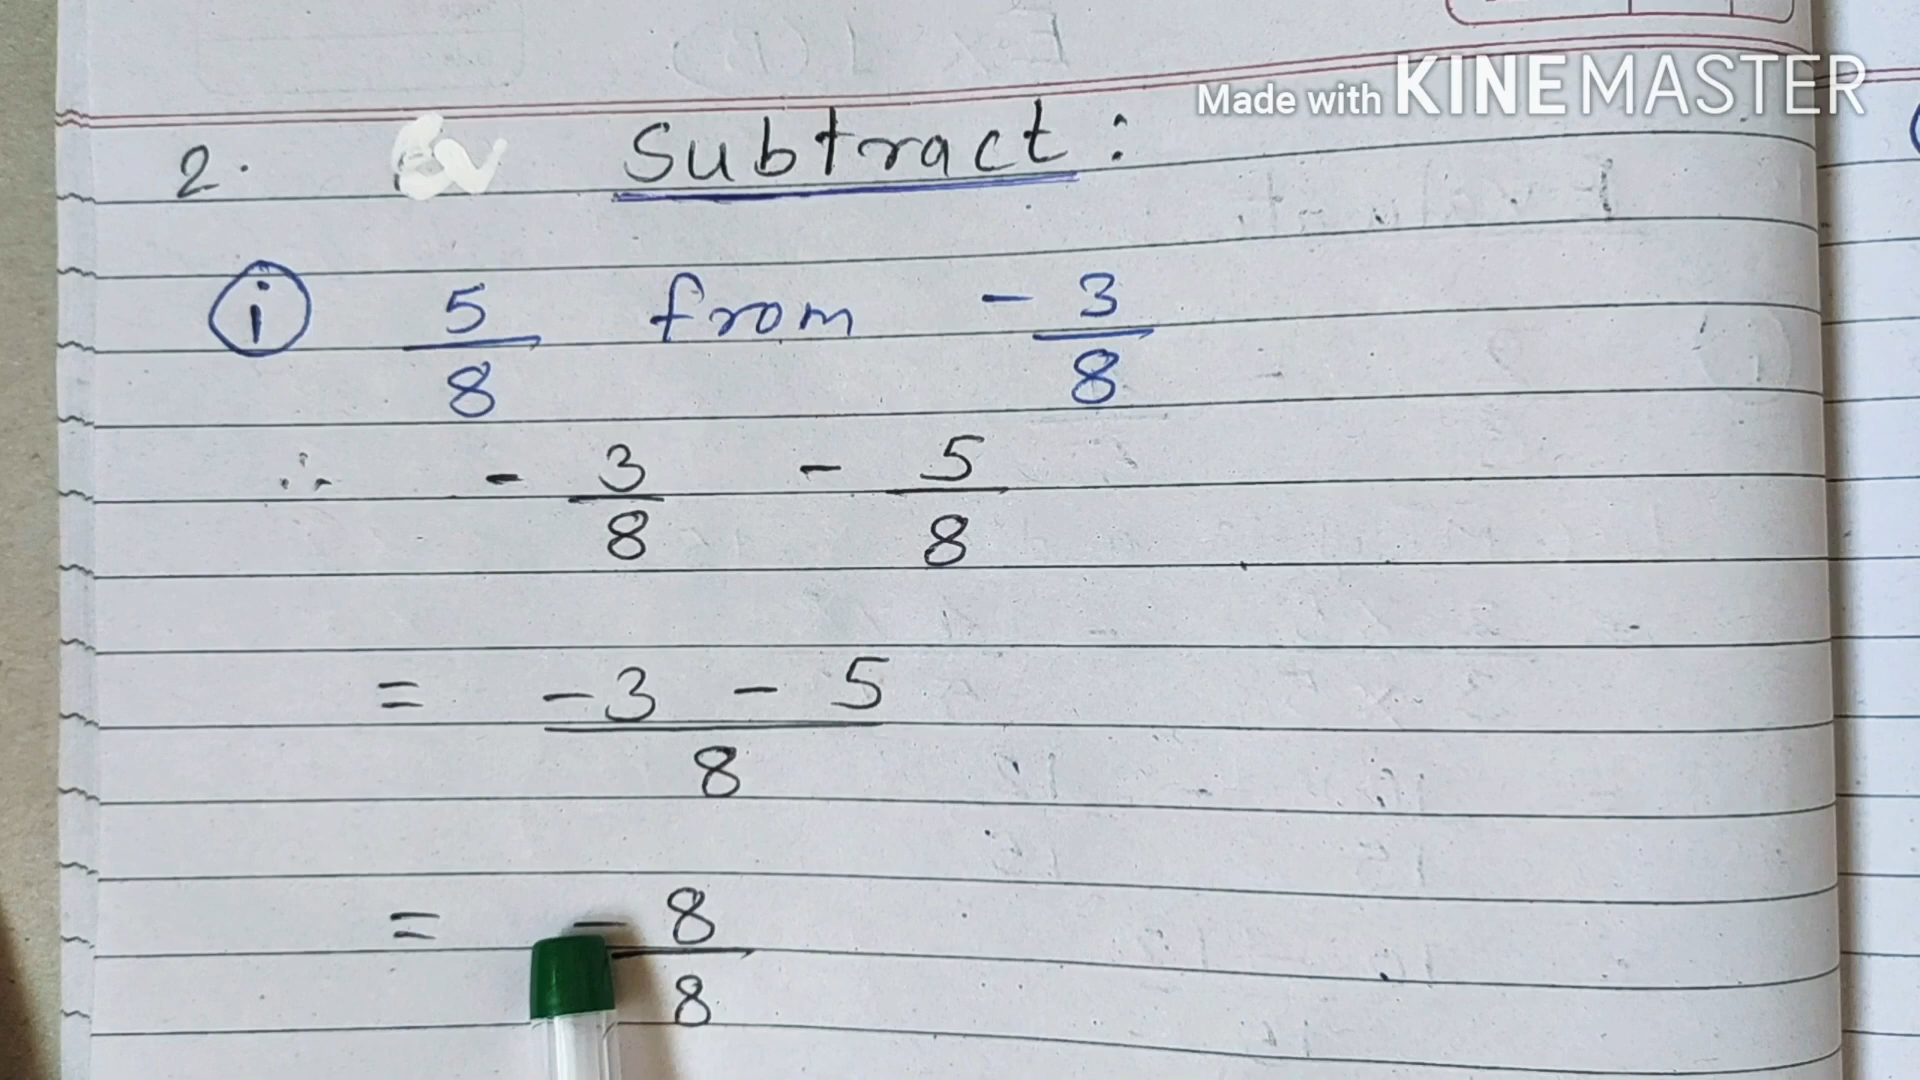 Made with KINEMASTER
2. Subtract :
i 5/8 from - 3/8
∴ - 3/8 - 5/8
= -3 - 5 / 8
= - 8/8